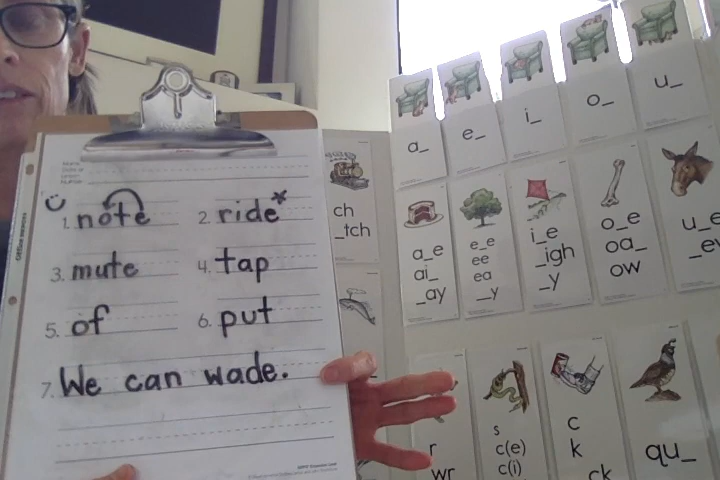 1. note 2. ride*
3. mute 4. tap
5. of 6. put
7. We can wade.
ch
_tch
a_
e_
i_
o_
u_
a_e
ai_
_ay
e_e
ee
ea
_y
i_e
_igh
_y
o_e
oa_
ow
u_e
r
wr
s
c(e)
c(i)
c
k
ck
qu_